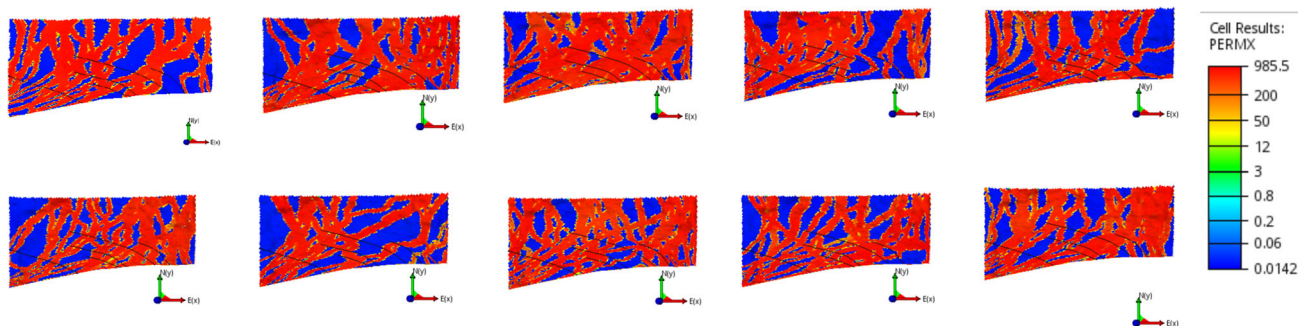 Cell Results:
PERMX
985.5
200
50
12
3
0.8
0.2
0.06
0.0142
N(y)
E(x)
N(y)
E(x)
N(y)
E(x)
N(y)
E(x)
N(y)
E(x)
N(y)
E(x)
N(y)
E(x)
N(y)
E(x)
N(y)
E(x)
N(y)
E(x)